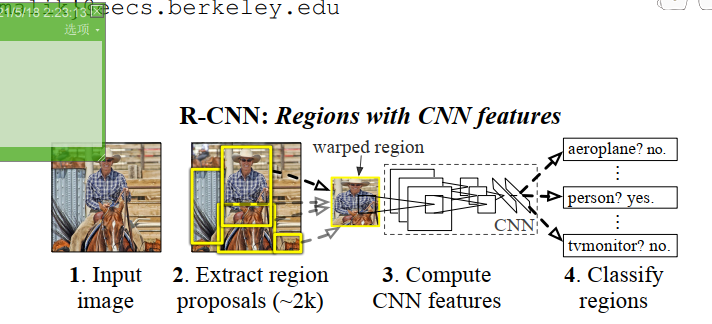 malikj@eecs.berkeley.edu
21/5/18 2:23:13
选项
R-CNN: Regions with CNN features
warped region
aeroplane? no.
person? yes.
CNN
tvmonitor? no.
1. Input image
2. Extract region proposals (~2k)
3. Compute CNN features
4. Classify regions